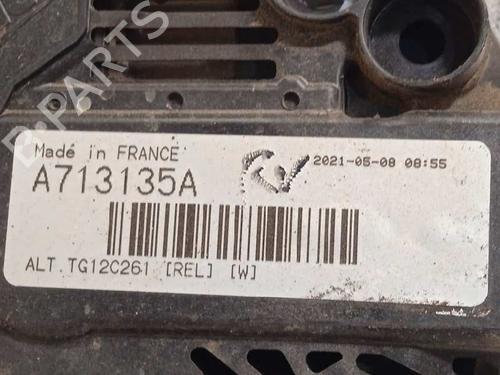 B-PARTS
Made in FRANCE
2021-05-08 08:55
A713135A
ALT.TG12C261 [REL] [W]